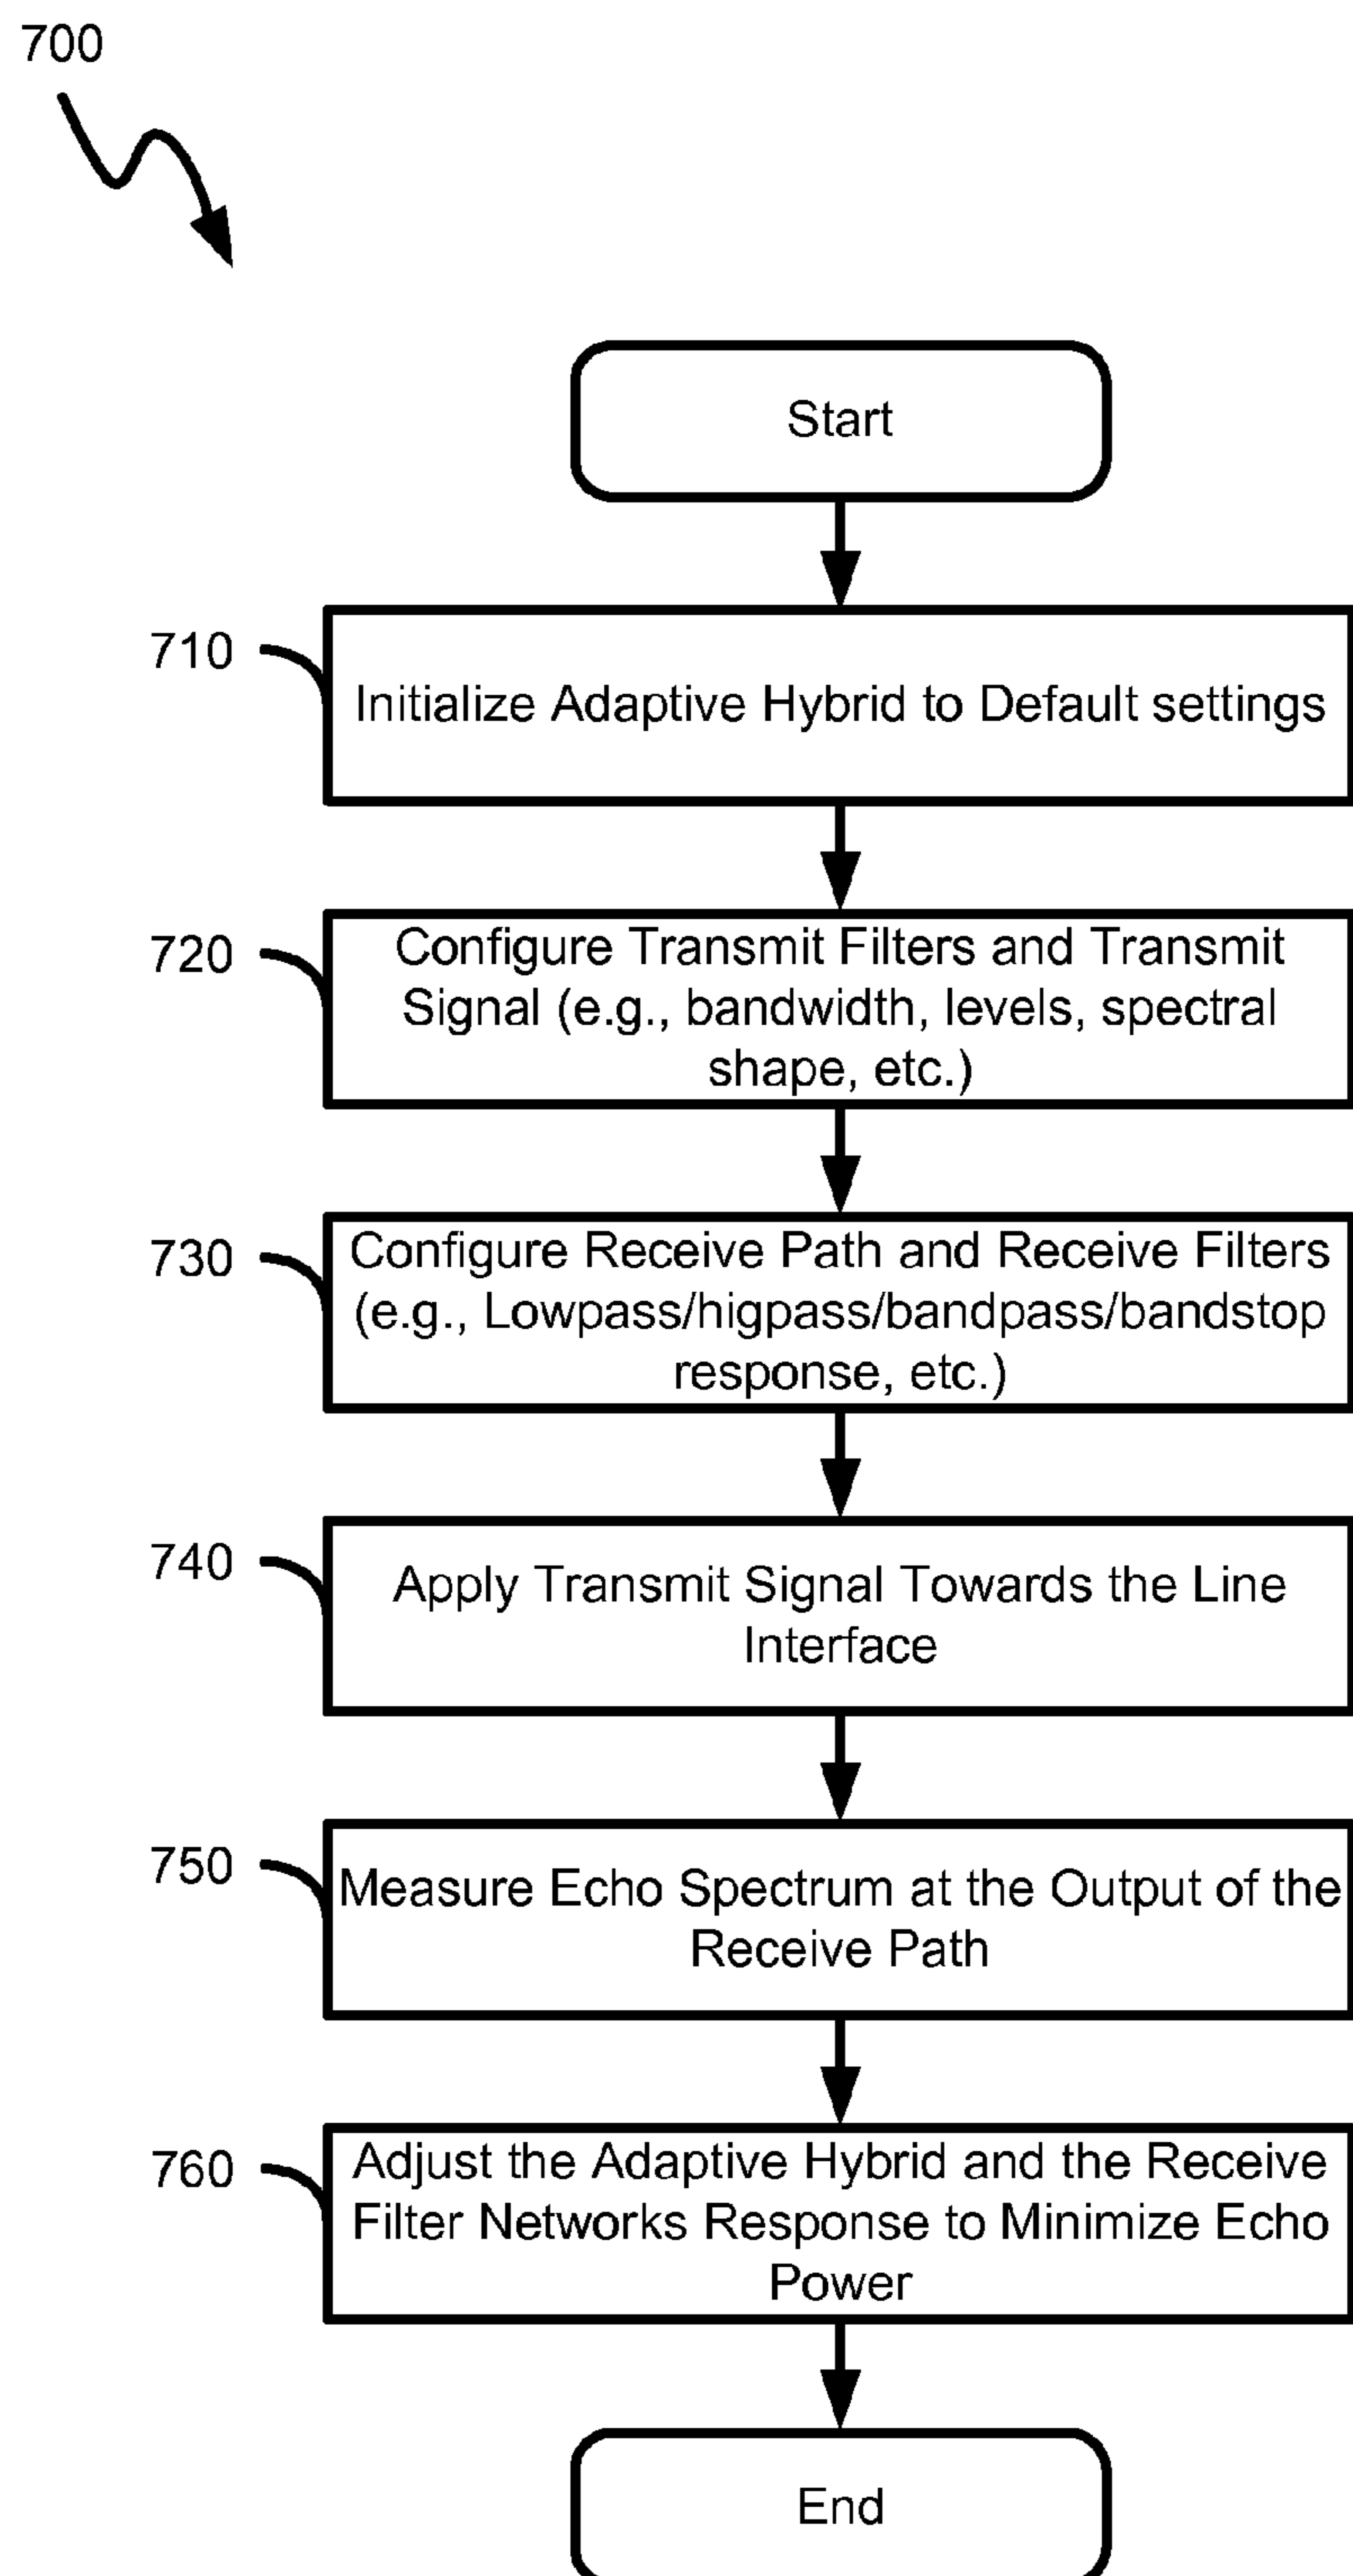 700
Start
710
Initialize Adaptive Hybrid to Default settings
720
Configure Transmit Filters and Transmit
Signal (e.g., bandwidth, levels, spectral
shape, etc.)
730
Configure Receive Path and Receive Filters
(e.g., Lowpass/higpass/bandpass/bandstop
response, etc.)
740
Apply Transmit Signal Towards the Line
Interface
750
Measure Echo Spectrum at the Output of the
Receive Path
760
Adjust the Adaptive Hybrid and the Receive
Filter Networks Response to Minimize Echo
Power
End